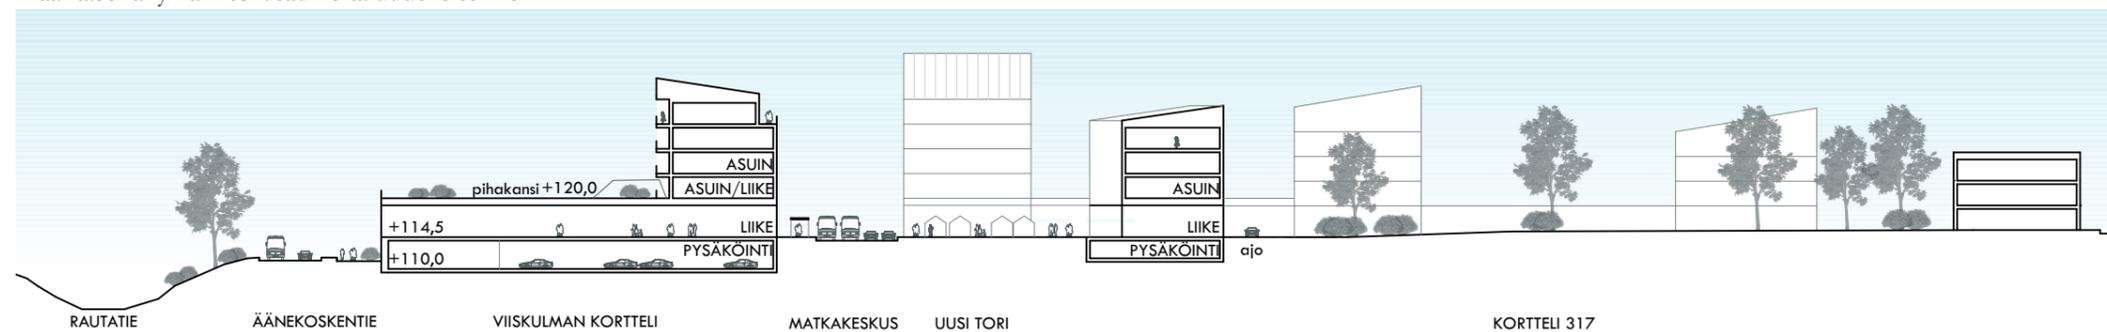 ASUIN
pihakansi +120,0
ASUIN/LIIKE
ASUIN
+114,5
LIIKE
LIIKE
+110,0
PYSÄKÖINTI
PYSÄKÖINTI
ajo
RAUTATIE
ÄÄNEKOSKENTIE
VIISKULMAN KORTTELI
MATKAKESKUS
UUSI TORI
KORTTELI 317